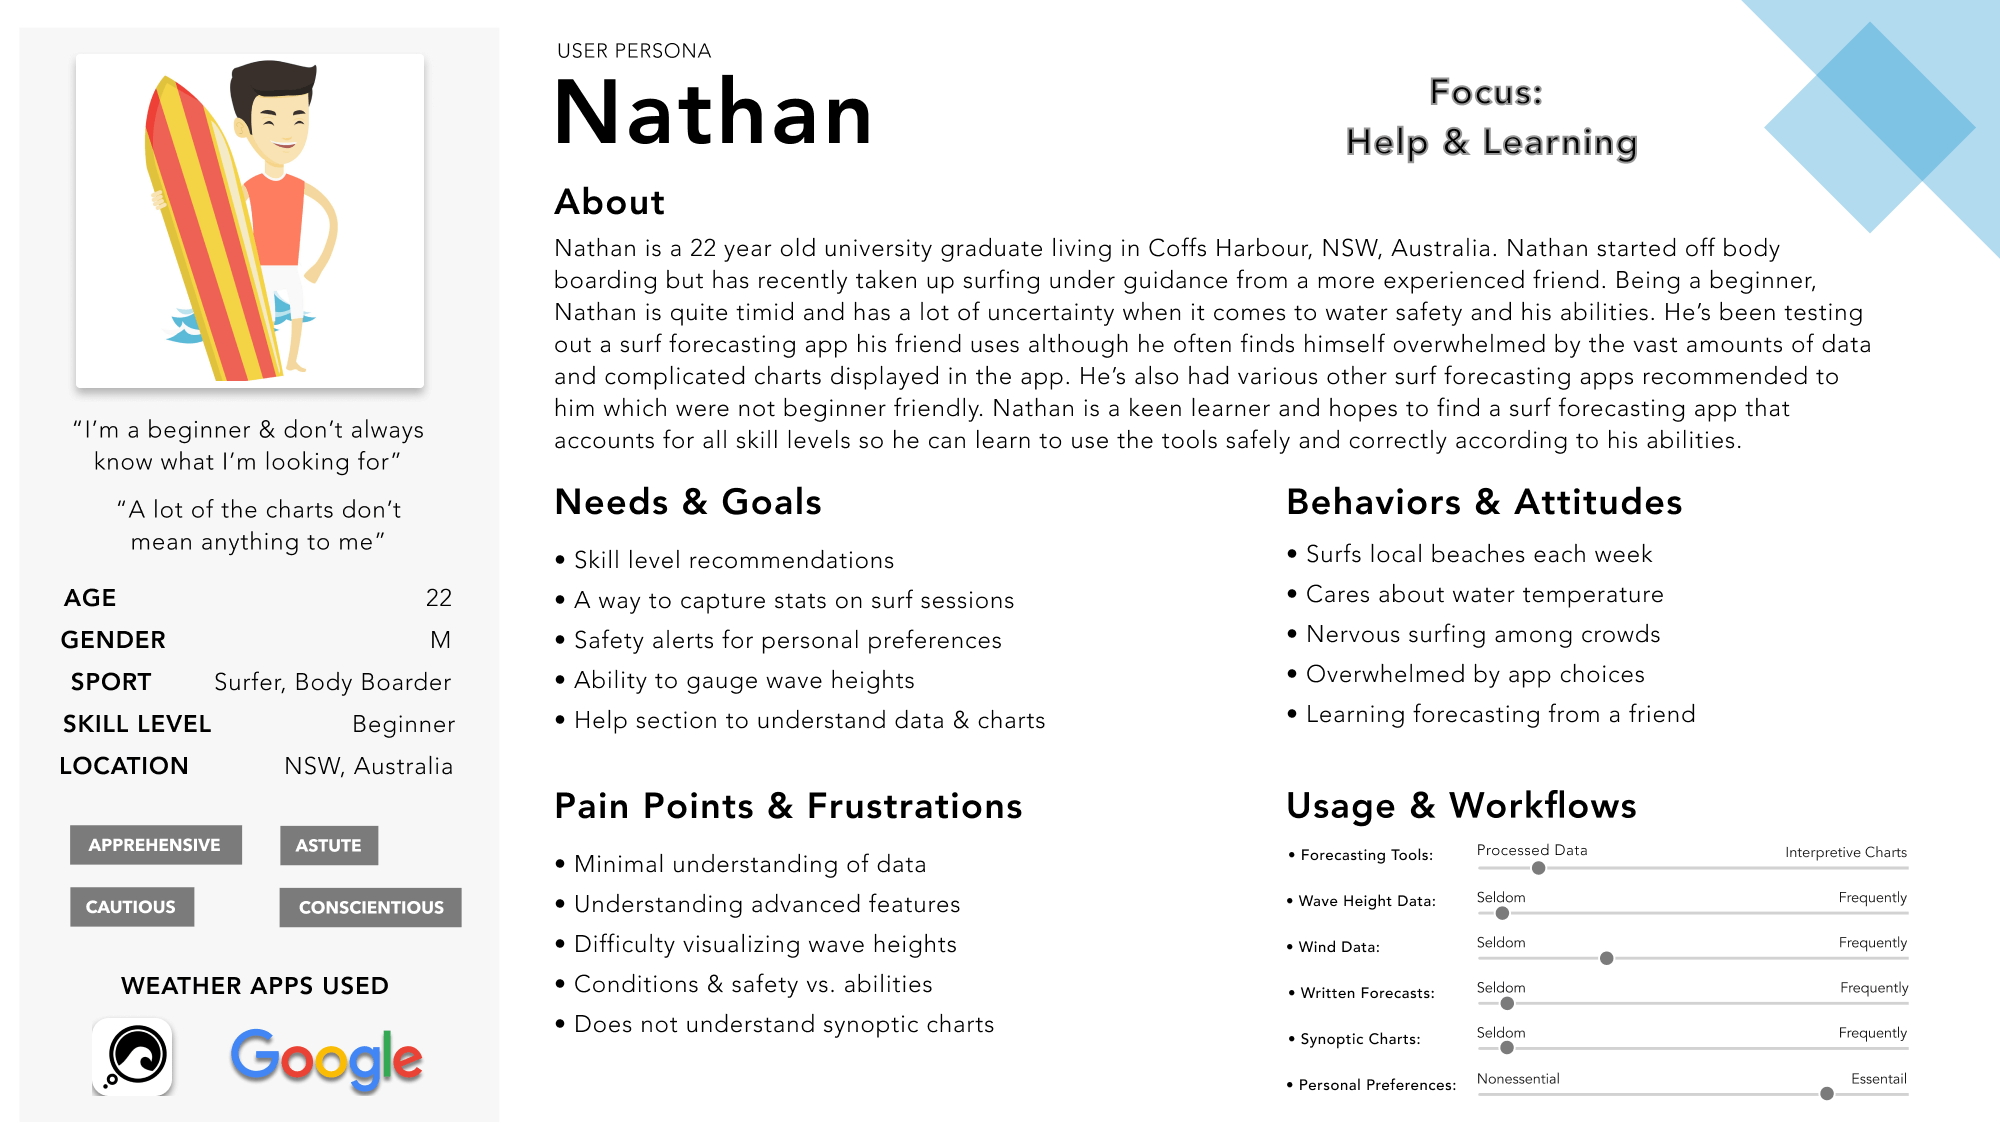 USER PERSONA
Nathan
Focus:
Help & Learning
“I’m a beginner & don’t always
know what I’m looking for”
“A lot of the charts don’t
mean anything to me”
AGE 22
GENDER M
SPORT Surfer, Body Boarder
SKILL LEVEL Beginner
LOCATION NSW, Australia
APPREHENSIVE ASTUTE
CAUTIOUS CONSCIENTIOUS
WEATHER APPS USED
Google
About
Nathan is a 22 year old university graduate living in Coffs Harbour, NSW, Australia. Nathan started off body
boarding but has recently taken up surfing under guidance from a more experienced friend. Being a beginner,
Nathan is quite timid and has a lot of uncertainty when it comes to water safety and his abilities. He’s been testing
out a surf forecasting app his friend uses although he often finds himself overwhelmed by the vast amounts of data
and complicated charts displayed in the app. He’s also had various other surf forecasting apps recommended to
him which were not beginner friendly. Nathan is a keen learner and hopes to find a surf forecasting app that
accounts for all skill levels so he can learn to use the tools safely and correctly according to his abilities.
Needs & Goals
• Skill level recommendations
• A way to capture stats on surf sessions
• Safety alerts for personal preferences
• Ability to gauge wave heights
• Help section to understand data & charts
Behaviors & Attitudes
• Surfs local beaches each week
• Cares about water temperature
• Nervous surfing among crowds
• Overwhelmed by app choices
• Learning forecasting from a friend
Pain Points & Frustrations
• Minimal understanding of data
• Understanding advanced features
• Difficulty visualizing wave heights
• Conditions & safety vs. abilities
• Does not understand synoptic charts
Usage & Workflows
• Forecasting Tools: Processed Data Interpretive Charts
• Wave Height Data: Seldom Frequently
• Wind Data: Seldom Frequently
• Written Forecasts: Seldom Frequently
• Synoptic Charts: Seldom Frequently
• Personal Preferences: Nonessential Essentail